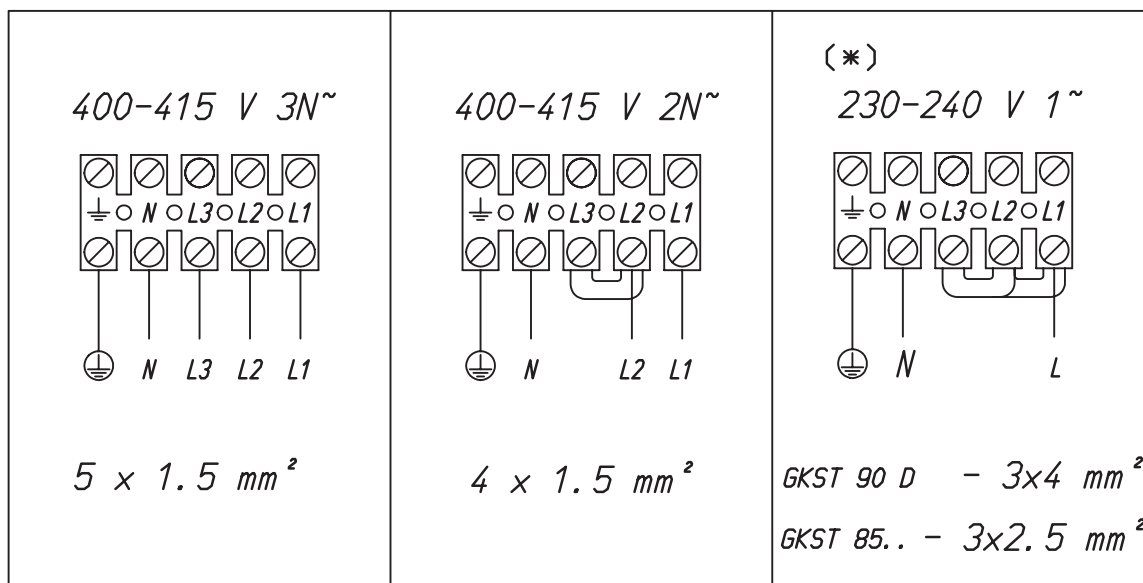 400-415 V 3N~
N L3 L2 L1
N L3 L2 L1
5 x 1.5 mm²
400-415 V 2N~
N L3 L2 L1
N L2 L1
4 x 1.5 mm²
(*)
230-240 V 1~
N L3 L2 L1
N L
GKST 90 D - 3x4 mm²
GKST 85.. - 3x2.5 mm²